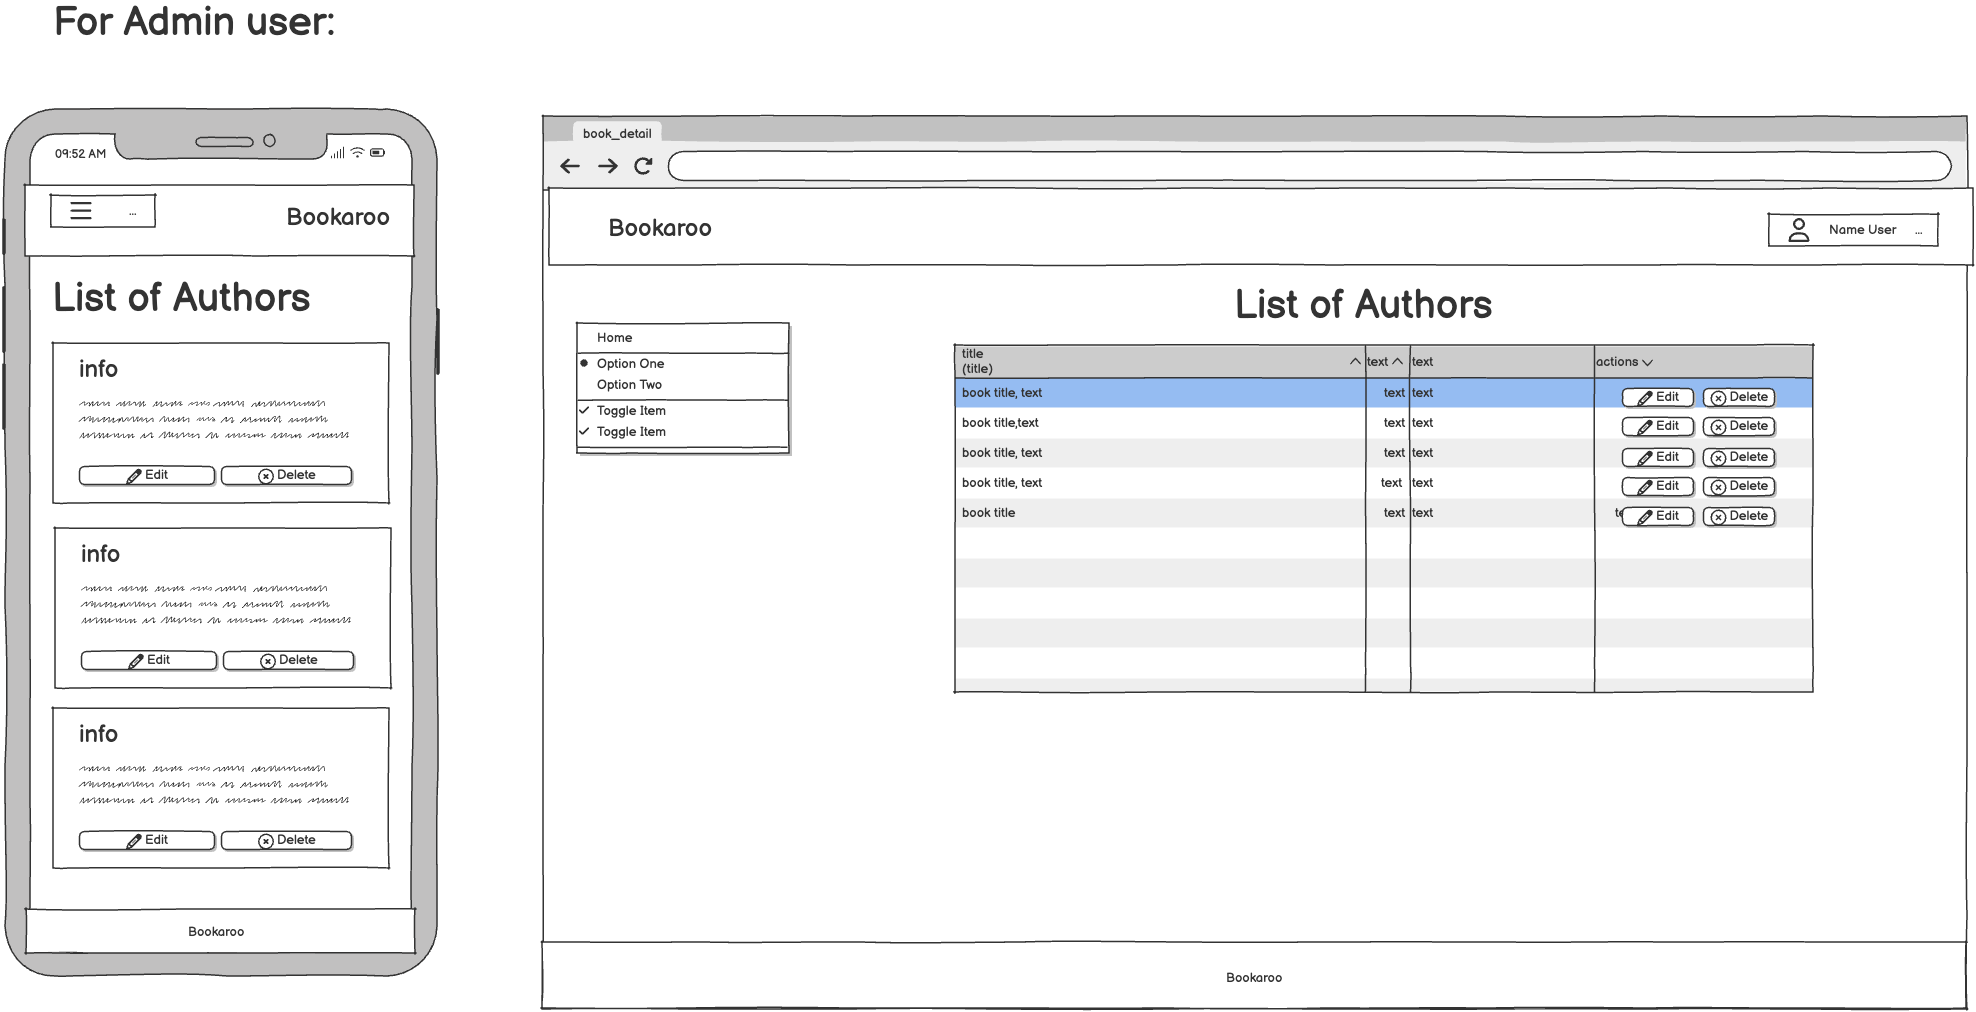 For Admin user:
09:52 AM
...
Bookaroo
List of Authors
info
Edit
Delete
info
Edit
Delete
info
Edit
Delete
Bookaroo
book_detail
Bookaroo
Name User ...
Home
Option One
Option Two
Toggle Item
Toggle Item
List of Authors
title
(title)
text
text
actions
book title, text text text Edit Delete
book title,text text text Edit Delete
book title, text text text Edit Delete
book title, text text text Edit Delete
book title text text Edit Delete
Bookaroo